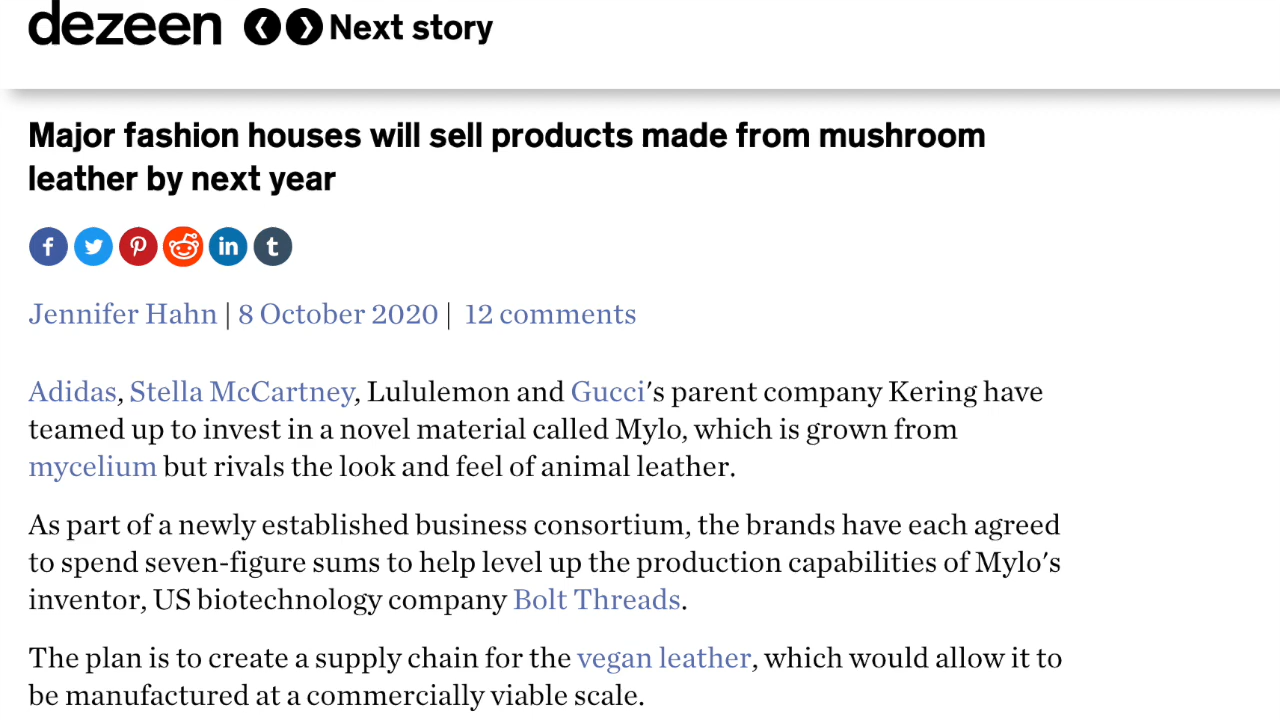 dezeen Next story
Major fashion houses will sell products made from mushroom
leather by next year
Jennifer Hahn | 8 October 2020 | 12 comments
Adidas, Stella McCartney, Lululemon and Gucci's parent company Kering have
teamed up to invest in a novel material called Mylo, which is grown from
mycelium but rivals the look and feel of animal leather.
As part of a newly established business consortium, the brands have each agreed
to spend seven-figure sums to help level up the production capabilities of Mylo's
inventor, US biotechnology company Bolt Threads.
The plan is to create a supply chain for the vegan leather, which would allow it to
be manufactured at a commercially viable scale.